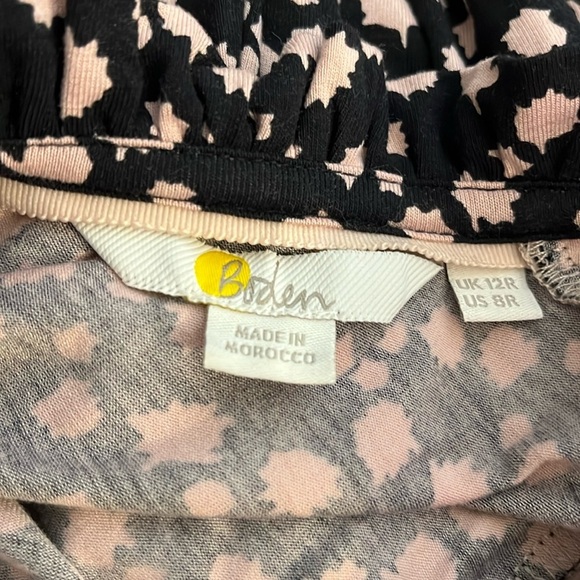 Boden
MADE IN
MOROCCO
UK 12R
US 8R